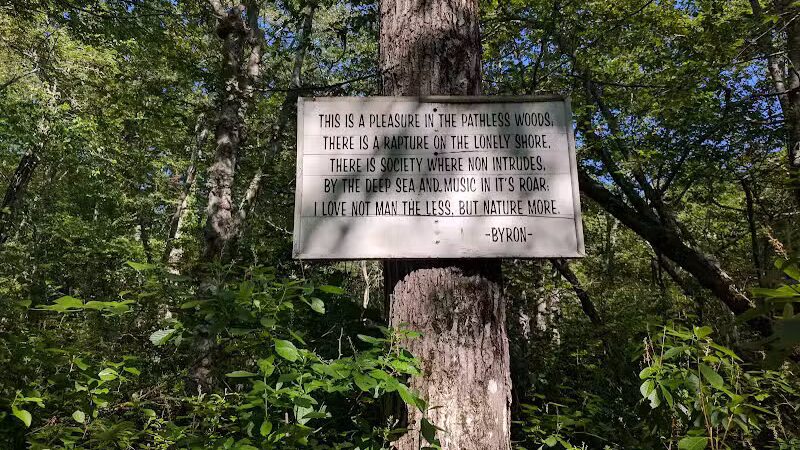 THIS IS A PLEASURE IN THE PATHLESS WOODS,
THERE IS A RAPTURE ON THE LONELY SHORE,
THERE IS SOCIETY WHERE NON INTRUDES,
BY THE DEEP SEA AND MUSIC IN IT'S ROAR:
I LOVE NOT MAN THE LESS, BUT NATURE MORE.
-BYRON-